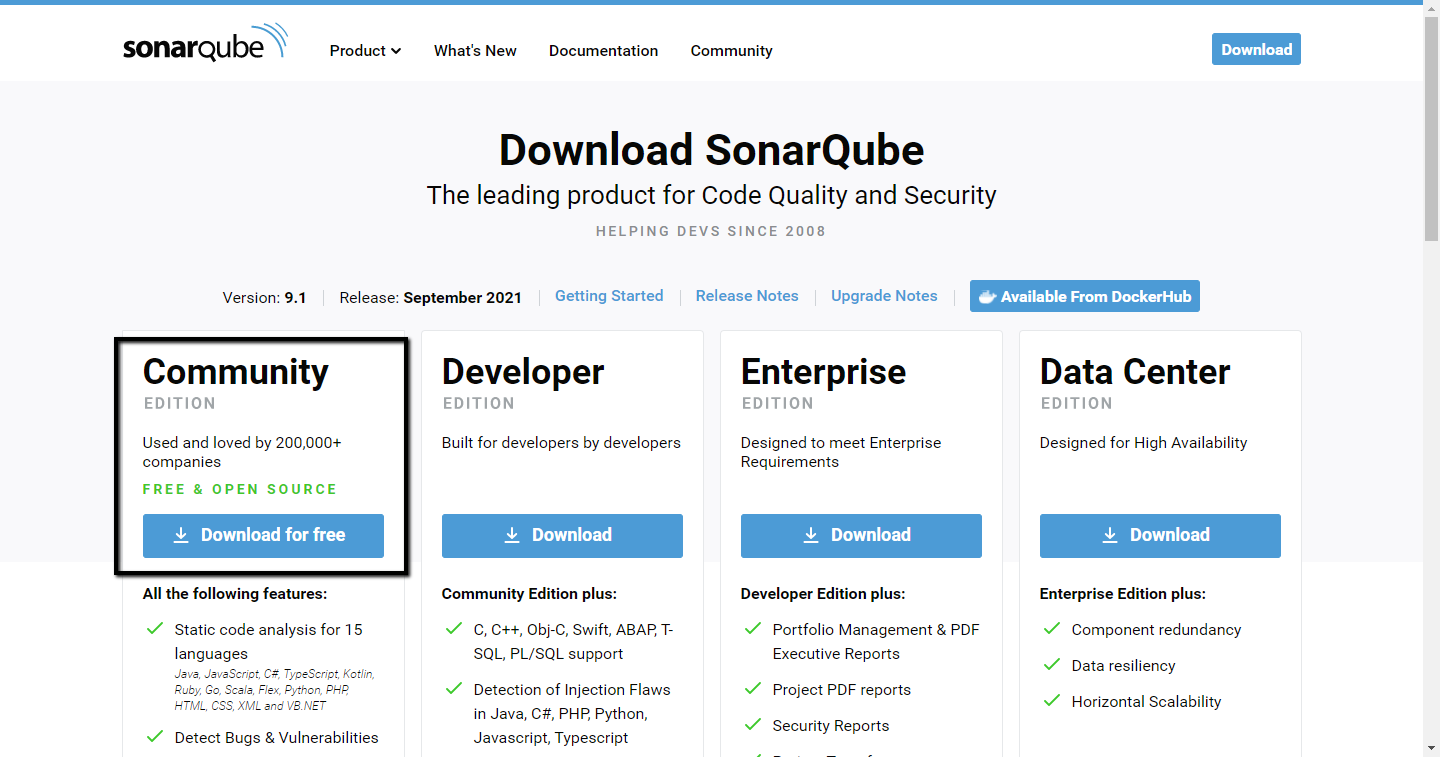 sonarqube
Product
What's New
Documentation
Community
Download
Download SonarQube
The leading product for Code Quality and Security
HELPING DEVS SINCE 2008
Version: 9.1
Release: September 2021
Getting Started
Release Notes
Upgrade Notes
Available From DockerHub
Community
EDITION
Used and loved by 200,000+
companies
FREE & OPEN SOURCE
Download for free
All the following features:
Static code analysis for 15
languages
Java, JavaScript, C#, TypeScript, Kotlin,
Ruby, Go, Scala, Flex, Python, PHP,
HTML, CSS, XML and VB.NET
Detect Bugs & Vulnerabilities
Developer
EDITION
Built for developers by developers
Download
Community Edition plus:
C, C++, Obj-C, Swift, ABAP, T-
SQL, PL/SQL support
Detection of Injection Flaws
in Java, C#, PHP, Python,
Javascript, Typescript
Enterprise
EDITION
Designed to meet Enterprise
Requirements
Download
Developer Edition plus:
Portfolio Management & PDF
Executive Reports
Project PDF reports
Security Reports
Data Center
EDITION
Designed for High Availability
Download
Enterprise Edition plus:
Component redundancy
Data resiliency
Horizontal Scalability